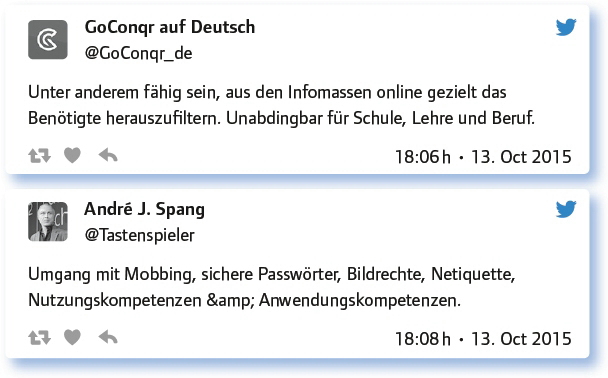 GoConqr auf Deutsch
@GoConqr_de
Unter anderem fähig sein, aus den Infomassen online gezielt das
Benötigte herauszufiltern. Unabdingbar für Schule, Lehre und Beruf.
18:06 h · 13. Oct 2015
André J. Spang
@Tastenspieler
Umgang mit Mobbing, sichere Passwörter, Bildrechte, Netiquette,
Nutzungskompetenzen &amp; Anwendungskompetenzen.
18:08 h · 13. Oct 2015